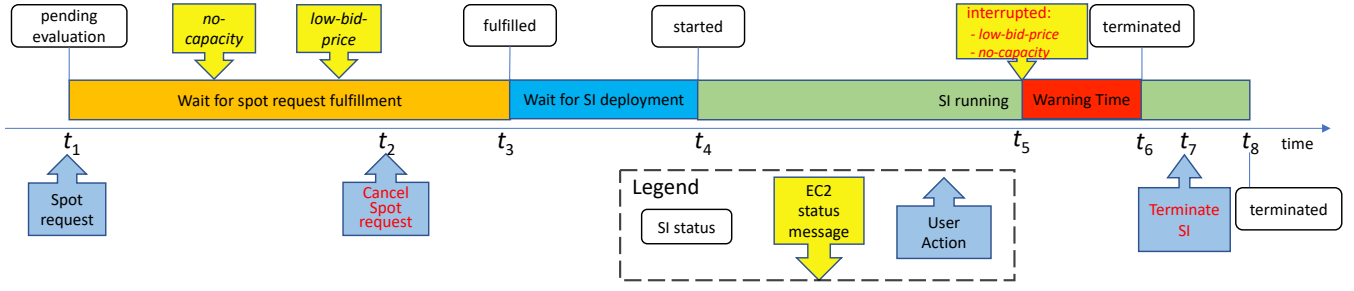 pending
evaluation
no-
capacity
low-bid-
price
fulfilled
started
interrupted:
- low-bid-price
- no-capacity
terminated
Wait for spot request fulfillment
Wait for SI deployment
SI running
Warning Time
t1
t2
t3
t4
t5
t6
t7
t8
time
Spot
request
Cancel
Spot
request
Legend
SI status
EC2
status
message
User
Action
Terminate
SI
terminated